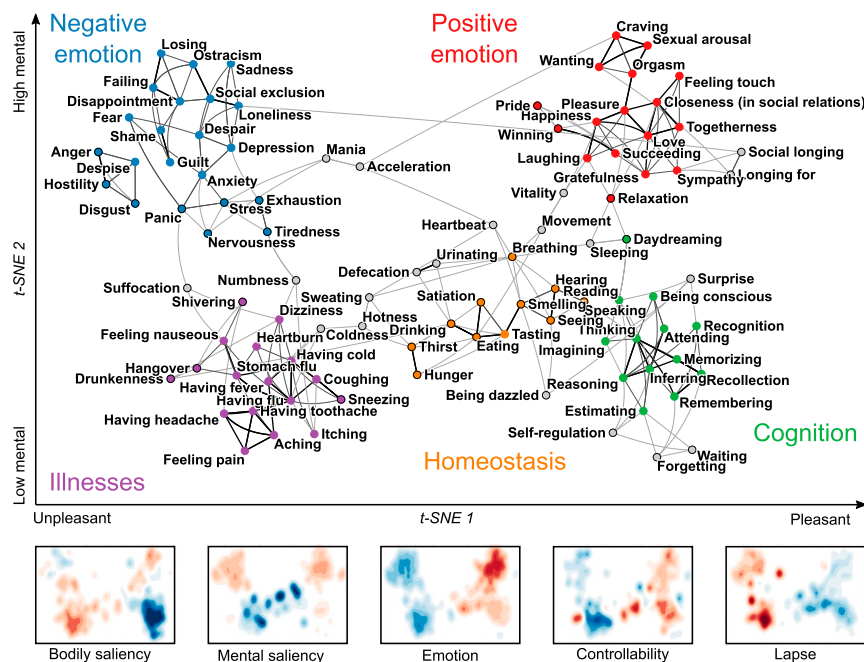 Negative
emotion
Positive
emotion
High mental
Losing
Ostracism
Sadness
Failing
Social exclusion
Disappointment
Loneliness
Fear
Shame
Despair
Guilt
Depression
Anger
Despise
Hostility
Anxiety
Disgust
Panic
Stress
Exhaustion
Nervousness
Tiredness
Mania
Acceleration
Craving
Sexual arousal
Wanting
Orgasm
Feeling touch
Pride
Pleasure
Closeness (in social relations)
Happiness
Winning
Togetherness
Love
Laughing
Succeeding
Social longing
Gratefulness
Sympathy
Longing for
Vitality
Relaxation
Heartbeat
Movement
Daydreaming
Breathing
Sleeping
Urinating
Defecation
Suffocation
Numbness
Sweating
Shivering
Satiation
Hearing
Reading
Smelling
Speaking
Surprise
Being conscious
Dizziness
Hotness
Seeing
Thinking
Recognition
Feeling nauseous
Heartburn
Coldness
Drinking
Tasting
Attending
Having cold
Thirst
Eating
Imagining
Memorizing
Hangover
Stomach flu
Drunkenness
Having fever
Coughing
Hunger
Reasoning
Inferring
Recollection
Having flu
Sneezing
Being dazzled
Remembering
Having headache
Having toothache
Estimating
Aching
Itching
Self-regulation
Cognition
Feeling pain
Waiting
Forgetting
Illnesses
Homeostasis
Low mental
t-SNE 2
Unpleasant
t-SNE 1
Pleasant
Bodily saliency
Mental saliency
Emotion
Controllability
Lapse